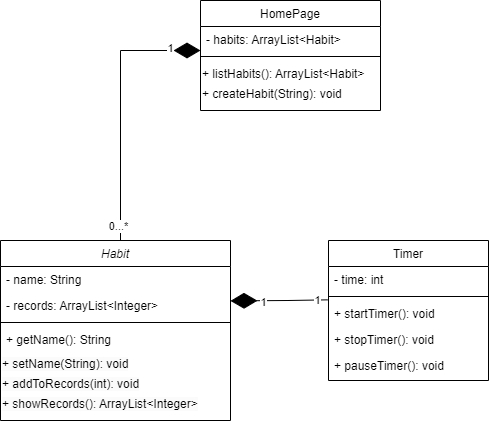 HomePage
- habits: ArrayList<Habit>
+ listHabits(): ArrayList<Habit>
+ createHabit(String): void
1
0...*
Habit
- name: String
- records: ArrayList<Integer>
+ getName(): String
+ setName(String): void
+ addToRecords(int): void
+ showRecords(): ArrayList<Integer>
1
1
Timer
- time: int
+ startTimer(): void
+ stopTimer(): void
+ pauseTimer(): void